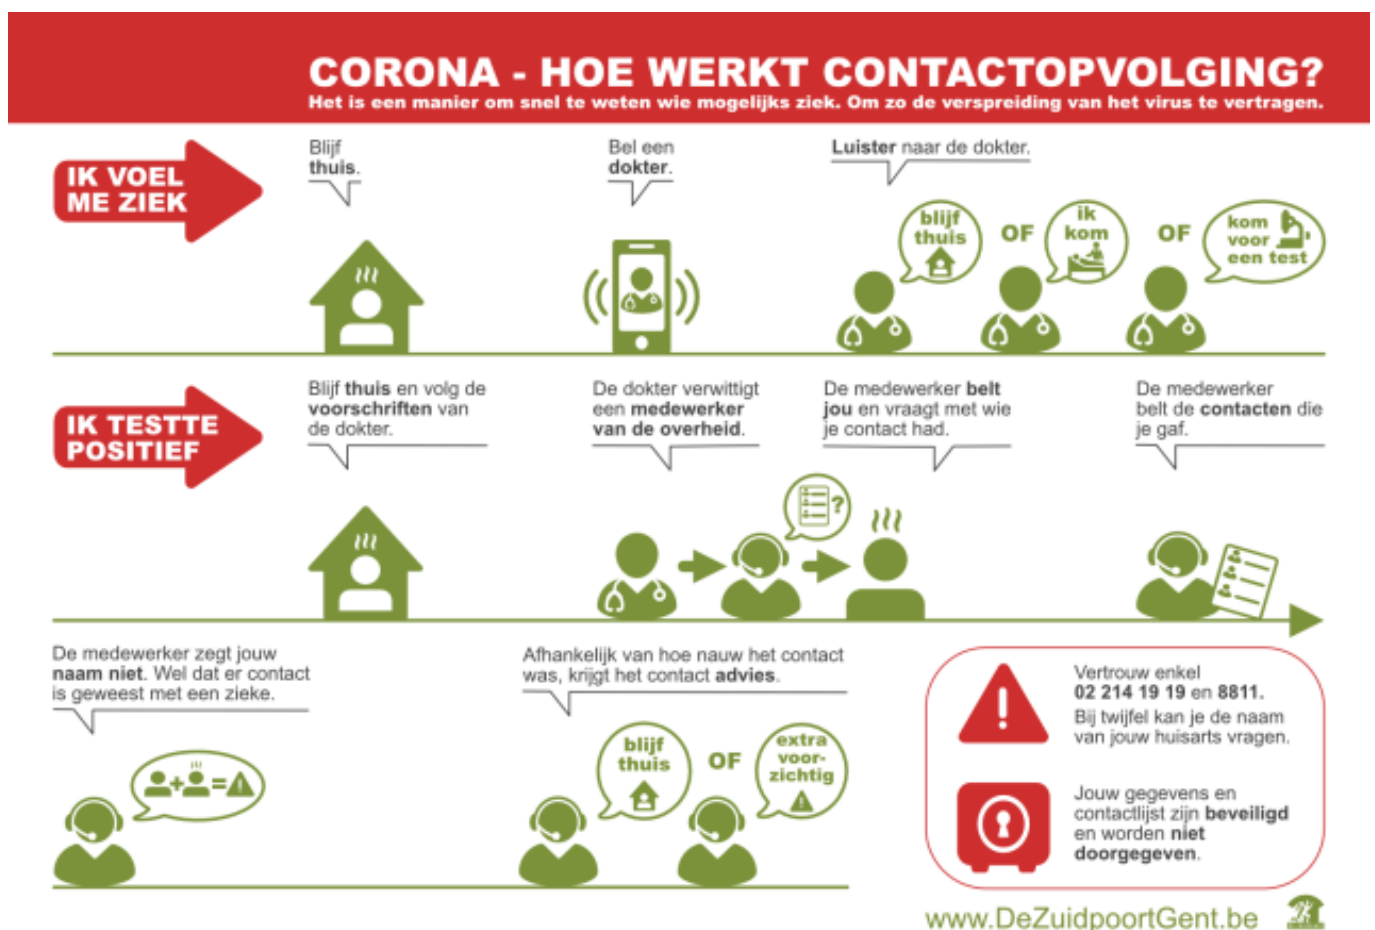 CORONA - HOE WERKT CONTACTOPVOLGING?
Het is een manier om snel te weten wie mogelijks ziek. Om zo de verspreiding van het virus te vertragen.
IK VOEL
ME ZIEK
Blijf
thuis.
Bel een
dokter.
Luister naar de dokter.
blijf
thuis
OF
ik
kom
OF
kom
voor
een test
IK TESTTE
POSITIEF
Blijf thuis en volg de
voorschriften van
de dokter.
De dokter verwittigt
een medewerker
van de overheid.
De medewerker belt
jou en vraagt met wie
je contact had.
De medewerker
belt de contacten die
je gaf.
?
De medewerker zegt jouw
naam niet. Wel dat er contact
is geweest met een zieke.
+ =
Afhankelijk van hoe nauw het contact
was, krijgt het contact advies.
blijf
thuis
OF
extra
voor-
zichtig
Vertrouw enkel
02 214 19 19 en 8811.
Bij twijfel kan je de naam
van jouw huisarts vragen.
Jouw gegevens en
contactlijst zijn beveiligd
en worden niet
doorgegeven.
www.DeZuidpoortGent.be